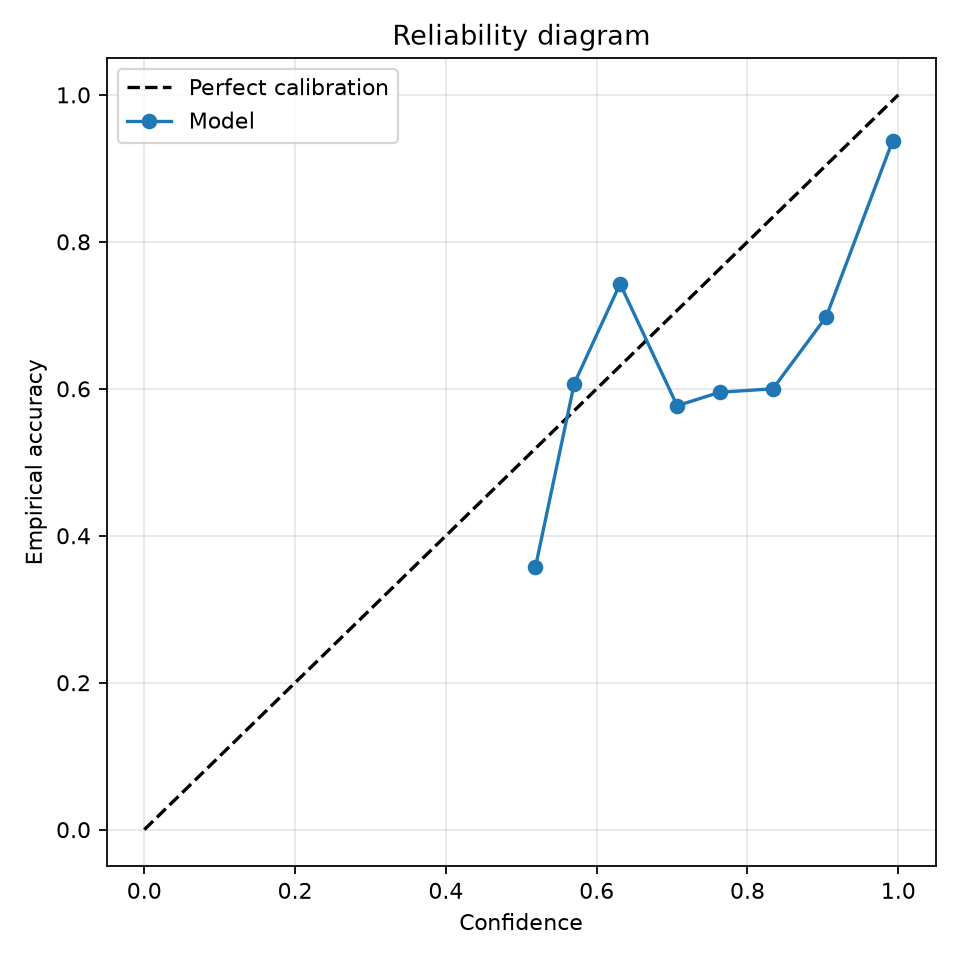 Reliability diagram
Perfect calibration
Model
1.0
0.8
0.6
0.4
0.2
0.0
Empirical accuracy
0.0 0.2 0.4 0.6 0.8 1.0
Confidence